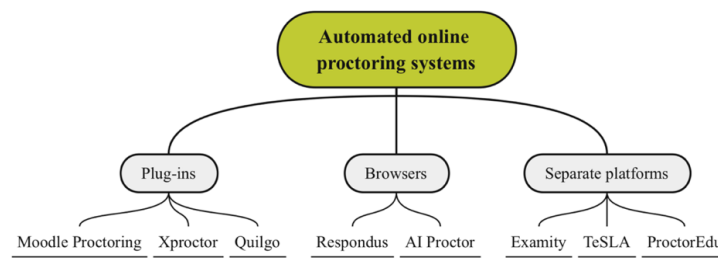 Automated online
proctoring systems
Plug-ins
Browsers
Separate platforms
Moodle Proctoring
Xproctor
Quilgo
Respondus
AI Proctor
Examity
TeSLA
ProctorEdu